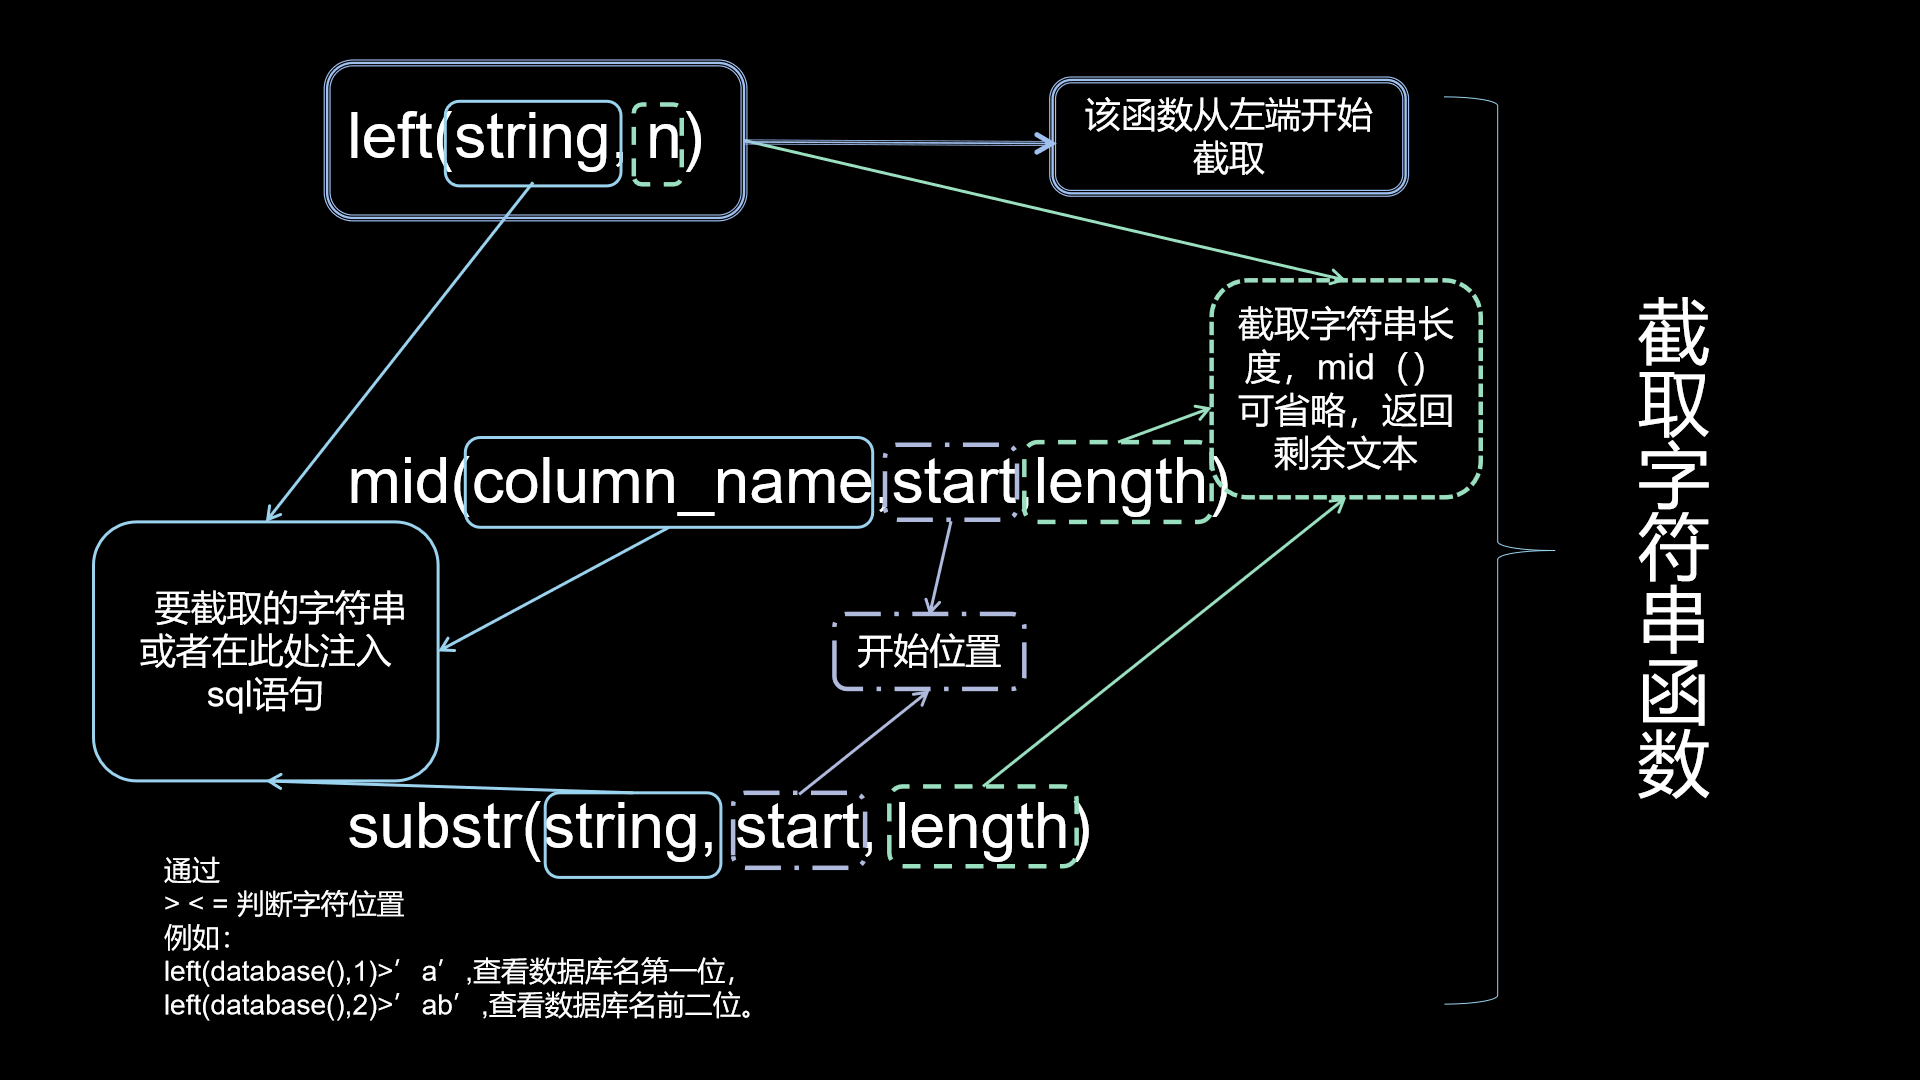 left(string, n)
该函数从左端开始
截取
截取字符串长
度，mid（）
可省略，返回
剩余文本
mid(column_name,start,length)
要截取的字符串
或者在此处注入
sql语句
开始位置
substr(string, start, length)
通过
> < = 判断字符位置
例如：
left(database(),1)>’a’,查看数据库名第一位，
left(database(),2)>’ab’,查看数据库名前二位。
截取字符串函数